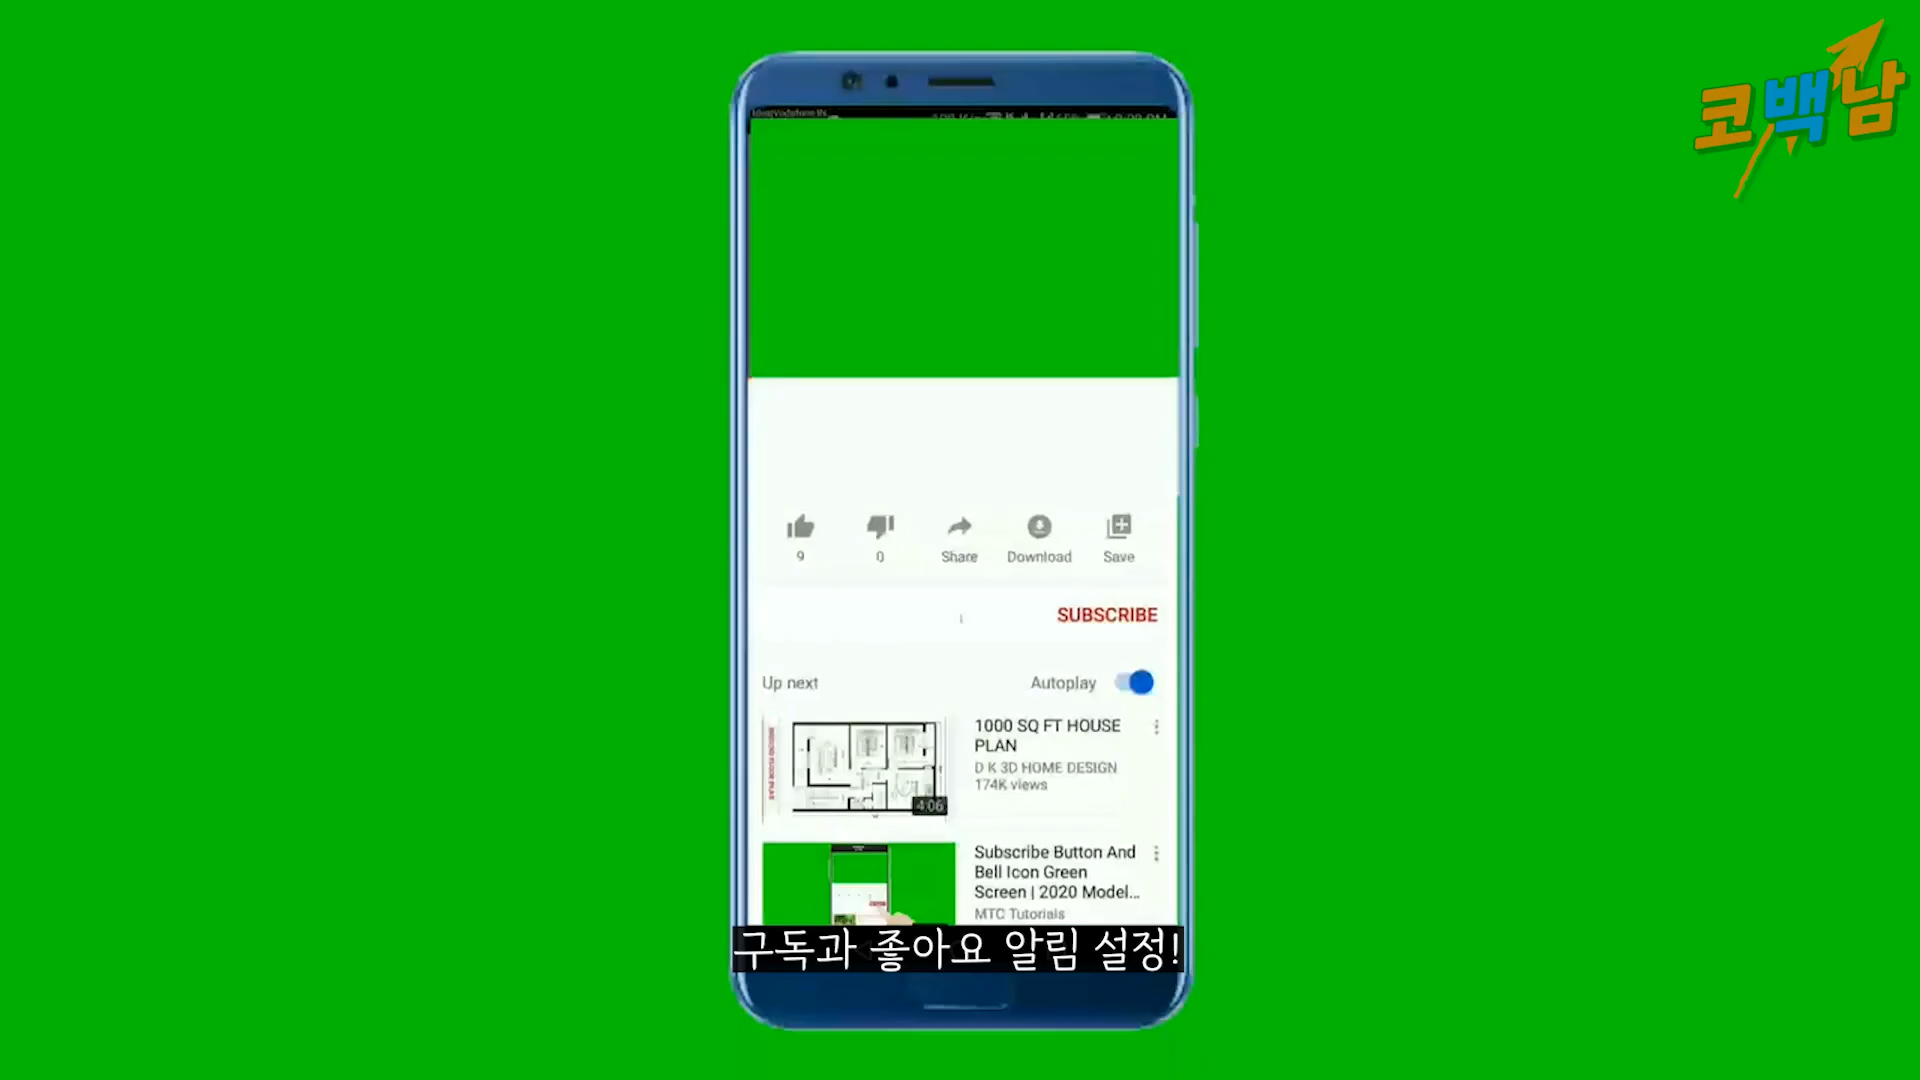 코백남
9
0
Share
Download
Save
SUBSCRIBE
Up next
Autoplay
1000 SQ FT HOUSE
PLAN
D K 3D HOME DESIGN
174K views
4:06
Subscribe Button And
Bell Icon Green
Screen | 2020 Model...
MTC Tutorials
구독과 좋아요 알림 설정!